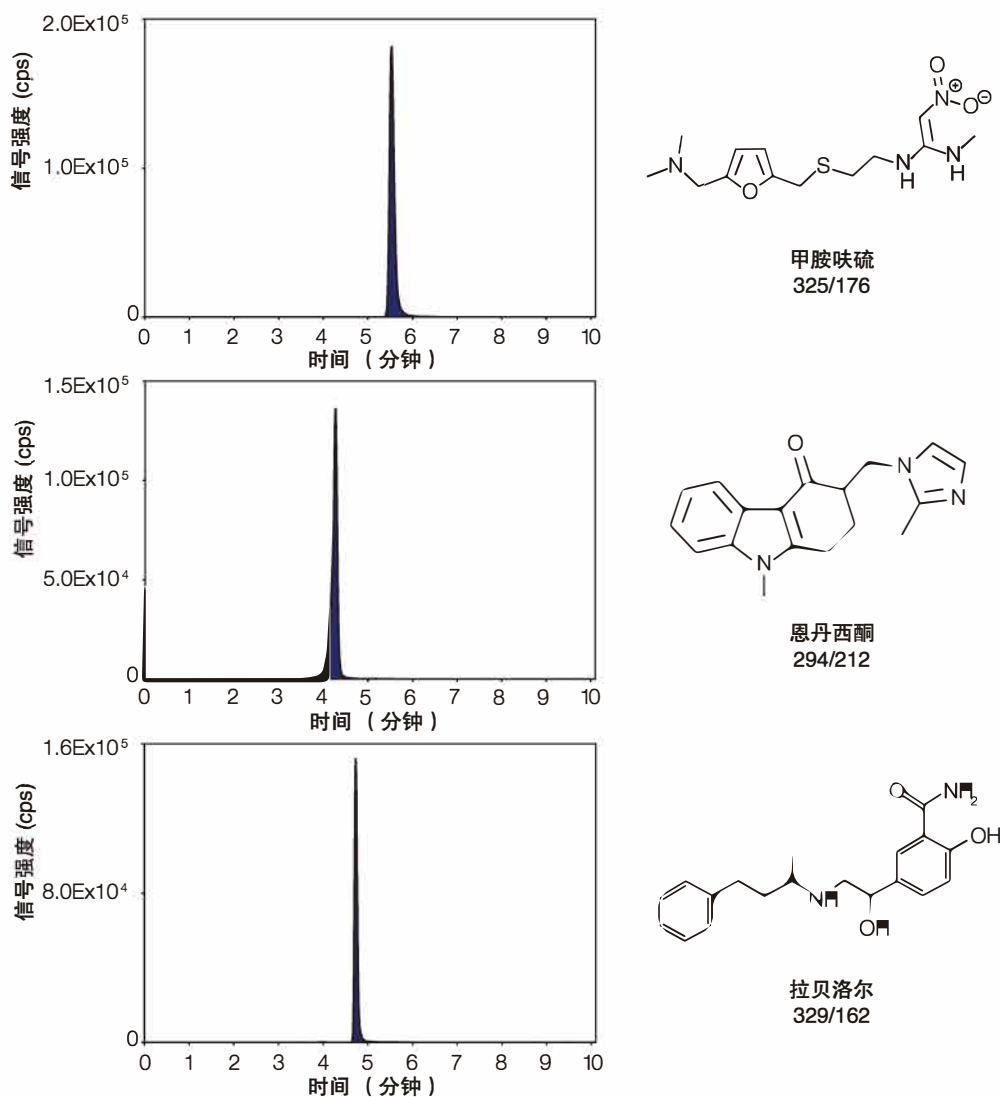 2.0Ex10⁵
1.0Ex10⁵
0
信号强度 (cps)
0 1 2 3 4 5 6 7 8 9 10
时间 （分钟）
O
N⊕
O⊖
N
O
S
N
H
N
H
甲胺呋硫
325/176
1.5Ex10⁵
1.0Ex10⁵
5.0Ex10⁴
0
信号强度 (cps)
0 1 2 3 4 5 6 7 8 9 10
时间 （分钟）
O
N
N
N
恩丹西酮
294/212
1.6Ex10⁵
8.0Ex10⁴
0
信号强度 (cps)
0 1 2 3 4 5 6 7 8 9 10
时间 （分钟）
O
NH₂
OH
NH
OH
拉贝洛尔
329/162